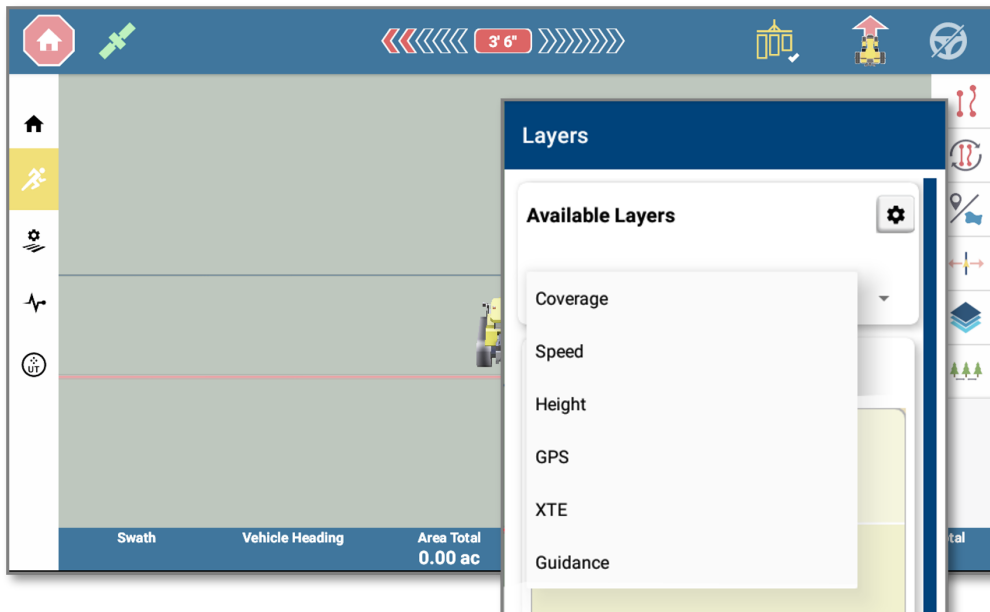 3' 6"
Layers
Available Layers
Coverage
Speed
Height
GPS
XTE
Guidance
UT
Swath
Vehicle Heading
Area Total
0.00 ac
tal